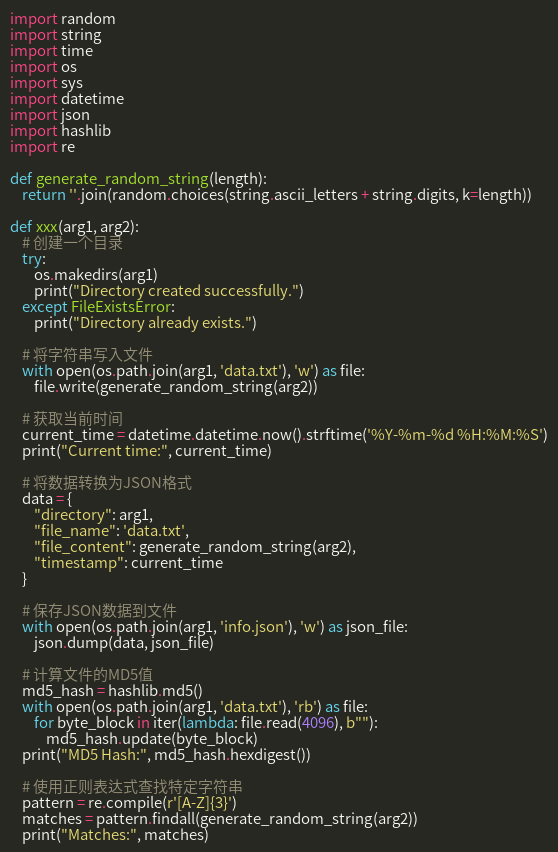 import random
import string
import time
import os
import sys
import datetime
import json
import hashlib
import re

def generate_random_string(length):
    return ''.join(random.choices(string.ascii_letters + string.digits, k=length))

def xxx(arg1, arg2):
    # 创建一个目录
    try:
        os.makedirs(arg1)
        print("Directory created successfully.")
    except FileExistsError:
        print("Directory already exists.")

    # 将字符串写入文件
    with open(os.path.join(arg1, 'data.txt'), 'w') as file:
        file.write(generate_random_string(arg2))

    # 获取当前时间
    current_time = datetime.datetime.now().strftime('%Y-%m-%d %H:%M:%S')
    print("Current time:", current_time)

    # 将数据转换为JSON格式
    data = {
        "directory": arg1,
        "file_name": 'data.txt',
        "file_content": generate_random_string(arg2),
        "timestamp": current_time
    }

    # 保存JSON数据到文件
    with open(os.path.join(arg1, 'info.json'), 'w') as json_file:
        json.dump(data, json_file)

    # 计算文件的MD5值
    md5_hash = hashlib.md5()
    with open(os.path.join(arg1, 'data.txt'), 'rb') as file:
        for byte_block in iter(lambda: file.read(4096), b""):
            md5_hash.update(byte_block)
    print("MD5 Hash:", md5_hash.hexdigest())

    # 使用正则表达式查找特定字符串
    pattern = re.compile(r'[A-Z]{3}')
    matches = pattern.findall(generate_random_string(arg2))
    print("Matches:", matches)